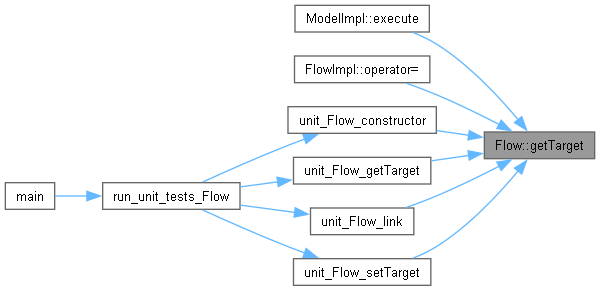 ModelImpl::execute
FlowImpl::operator=
unit_Flow_constructor
Flow::getTarget
unit_Flow_getTarget
main
run_unit_tests_Flow
unit_Flow_link
unit_Flow_setTarget